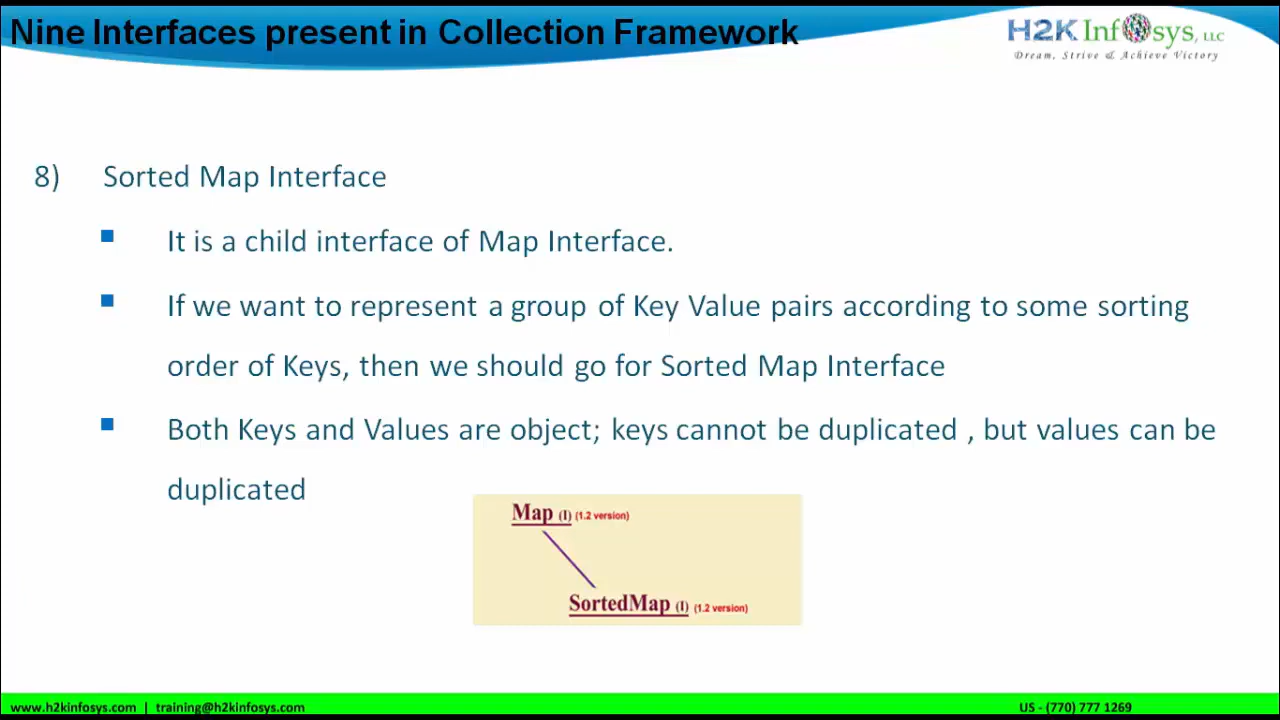 Nine Interfaces present in Collection Framework
H2K Infosys, LLC
Dream, Strive & Achieve Victory
8) Sorted Map Interface
It is a child interface of Map Interface.
If we want to represent a group of Key Value pairs according to some sorting
order of Keys, then we should go for Sorted Map Interface
Both Keys and Values are object; keys cannot be duplicated , but values can be
duplicated
Map (I) (1.2 version)
SortedMap (I) (1.2 version)
www.h2kinfosys.com | training@h2kinfosys.com
US - (770) 777 1269